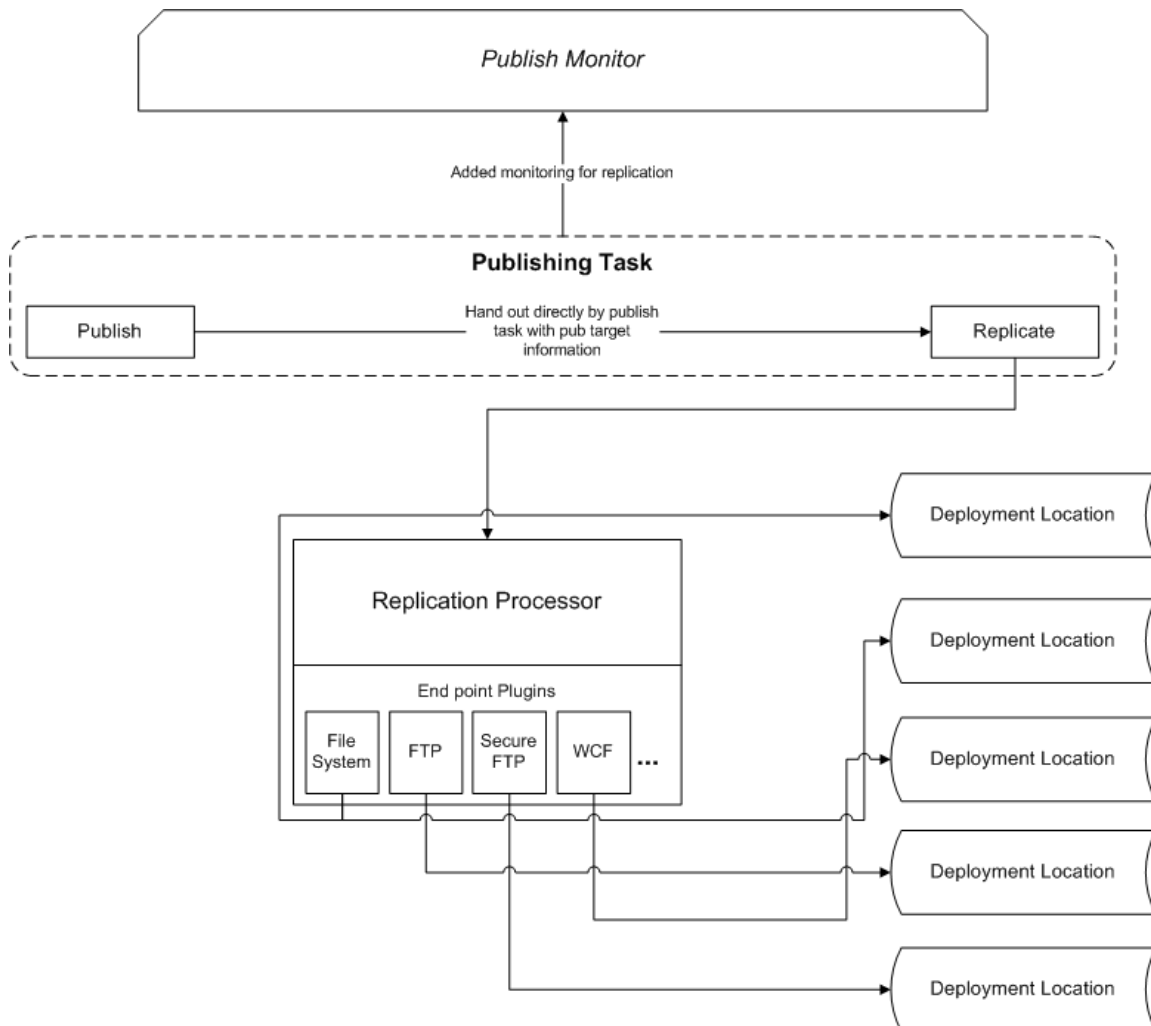 Publish Monitor
Added monitoring for replication
Publishing Task
Publish
Hand out directly by publish
task with pub target
information
Replicate
Deployment Location
Replication Processor
Deployment Location
End point Plugins
File
System
FTP
Secure
FTP
WCF
...
Deployment Location
Deployment Location
Deployment Location